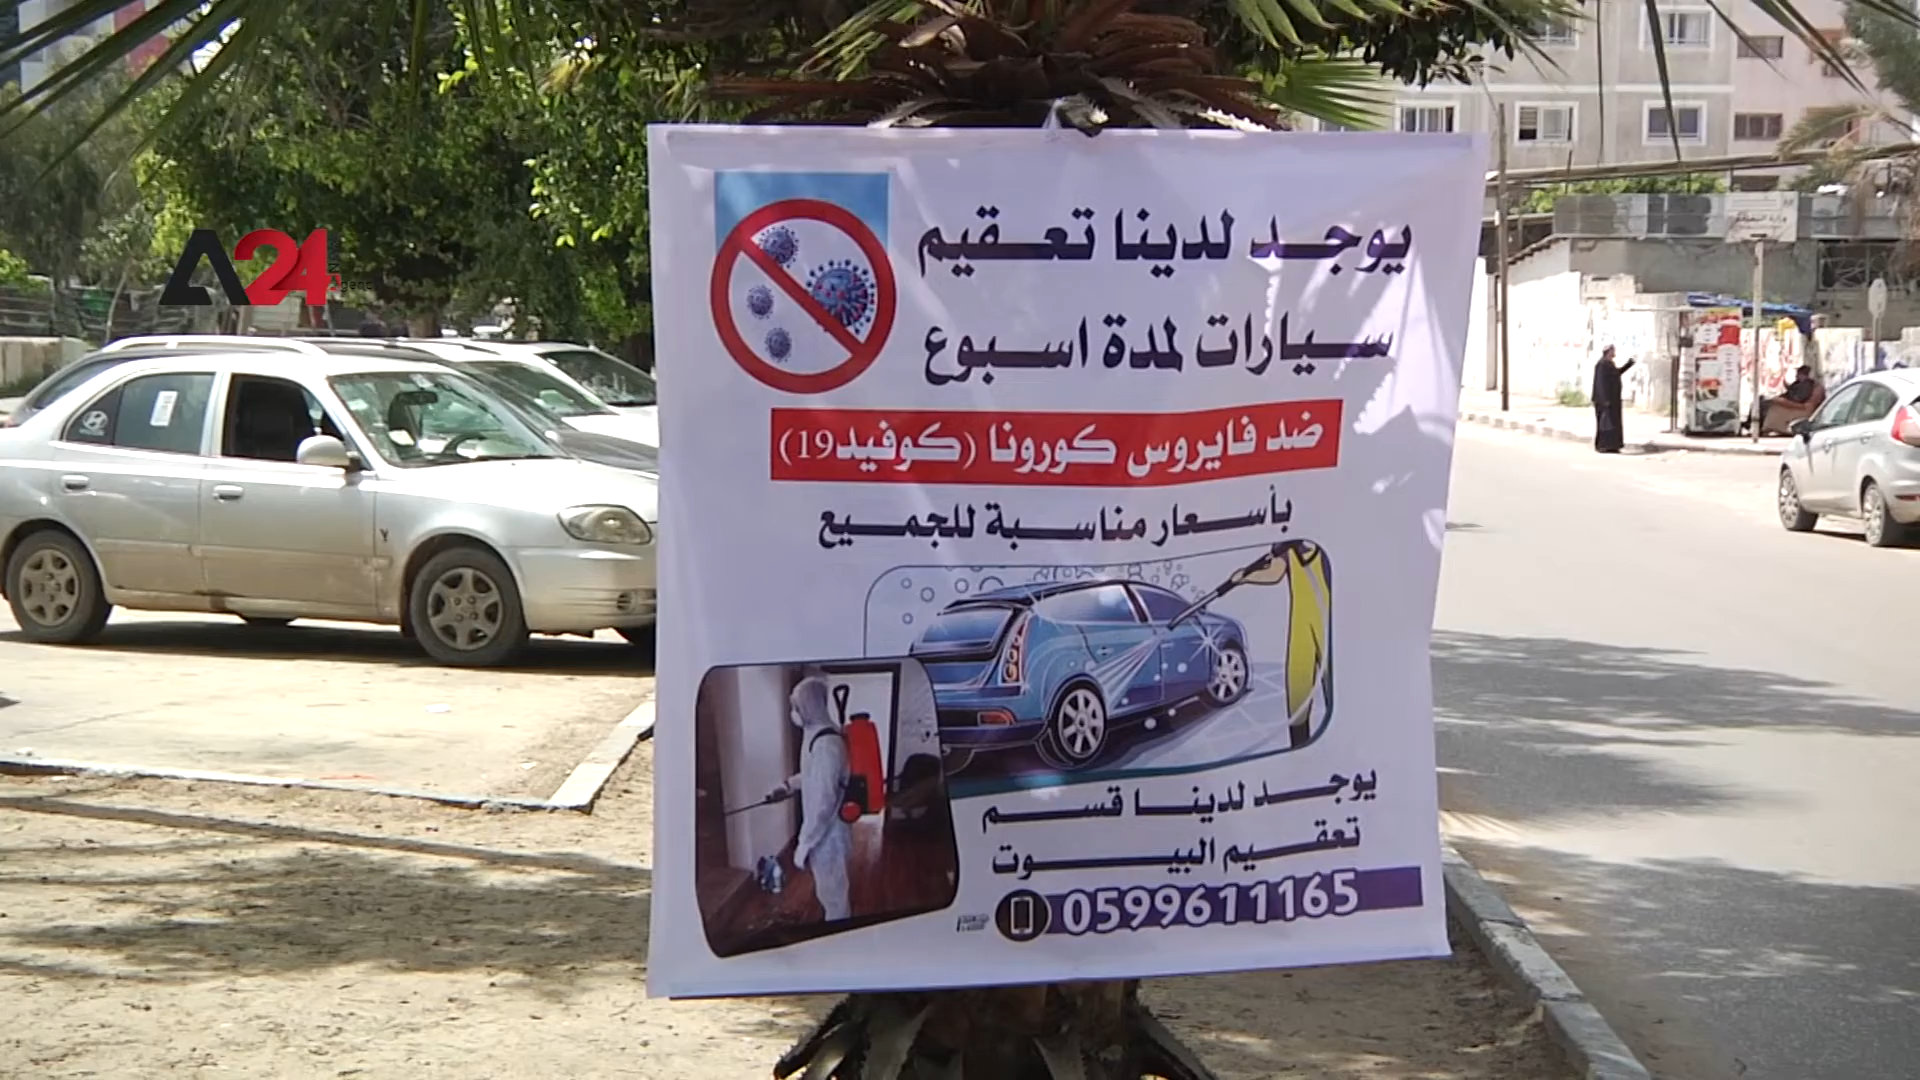 A24
يوجد لدينا تعقيم
سيارات لمدة اسبوع
ضد فايروس كورونا (كوفيد19)
بأسعار مناسبة للجميع
يوجد لدينا قسم
تعقيم البيوت
0599611165